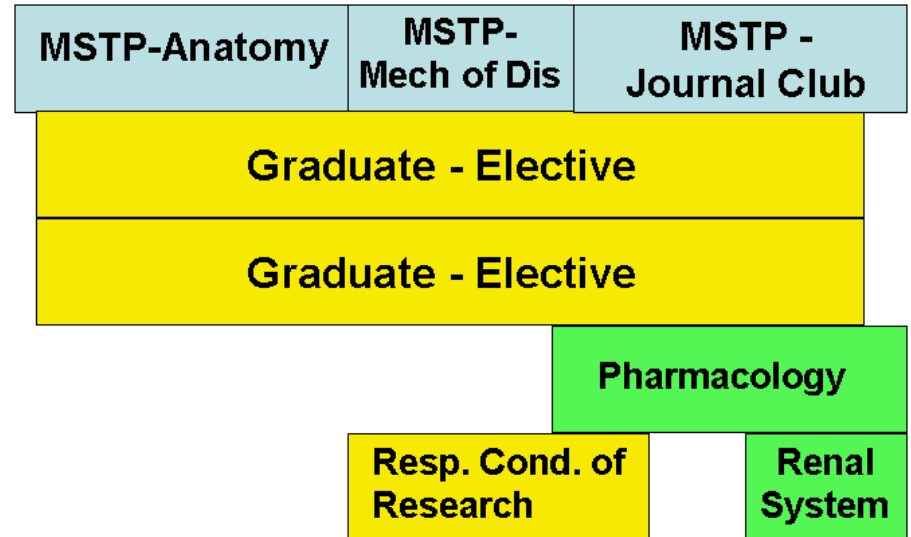 MSTP-Anatomy
MSTP-
Mech of Dis
MSTP -
Journal Club
Graduate - Elective
Graduate - Elective
Pharmacology
Resp. Cond. of
Research
Renal
System